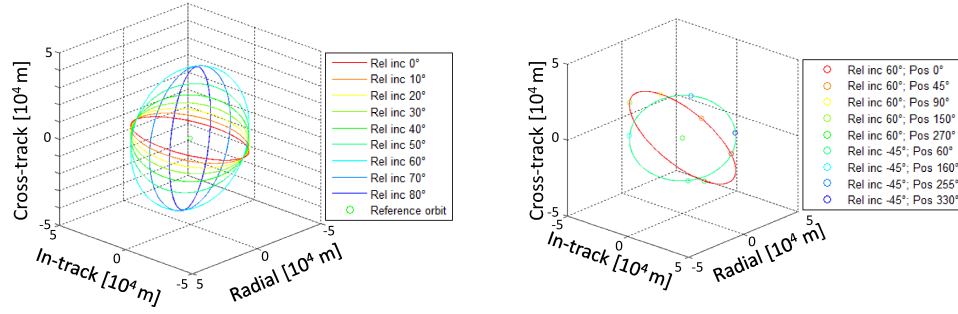 5
0
-5
Cross-track [10⁴ m]
5
0
-5
In-track [10⁴ m]
5
0
-5
Radial [10⁴ m]
Rel inc 0°
Rel inc 10°
Rel inc 20°
Rel inc 30°
Rel inc 40°
Rel inc 50°
Rel inc 60°
Rel inc 70°
Rel inc 80°
Reference orbit
5
0
-5
Cross-track [10⁴ m]
5
0
5
In-track [10⁴ m]
-5
0
5
Radial [10⁴ m]
Rel inc 60°; Pos 0°
Rel inc 60°; Pos 45°
Rel inc 60°; Pos 90°
Rel inc 60°; Pos 150°
Rel inc 60°; Pos 270°
Rel inc -45°; Pos 60°
Rel inc -45°; Pos 160°
Rel inc -45°; Pos 255°
Rel inc -45°; Pos 330°